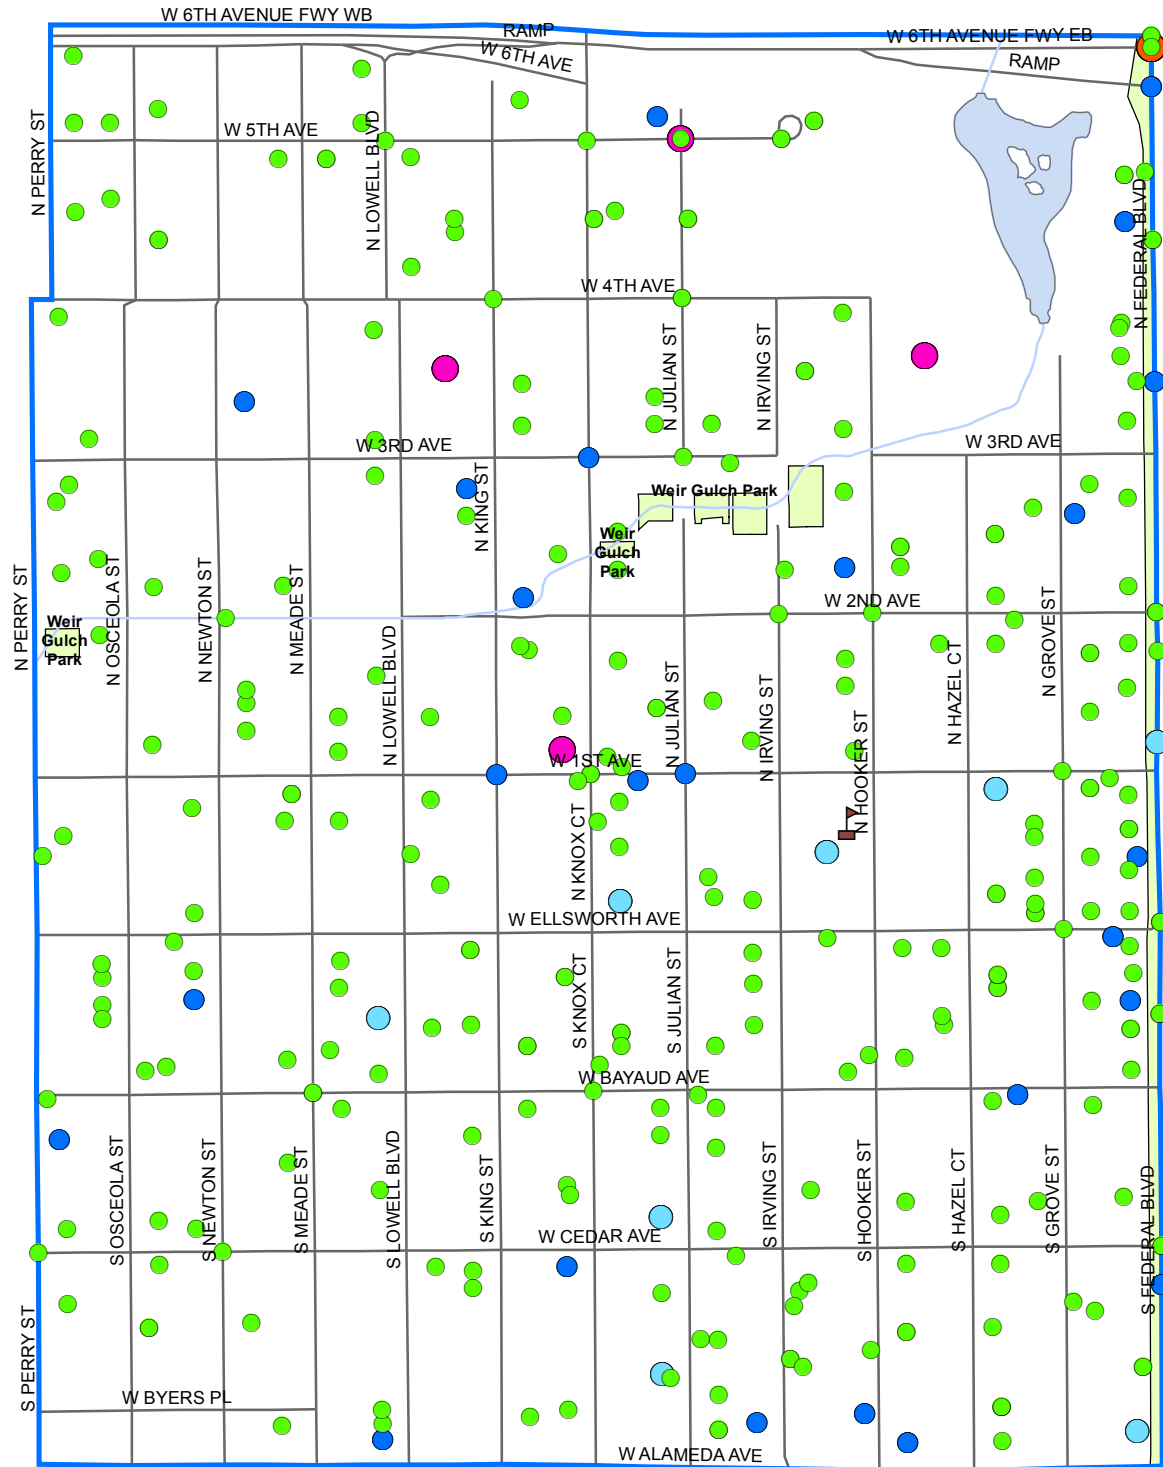 W 6TH AVENUE FWY WB
RAMP
W 6TH AVENUE FWY EB
W 6TH AVE
RAMP
W 5TH AVE
N PERRY ST
N LOWELL BLVD
N FEDERAL BLVD
W 4TH AVE
N JULIAN ST
N IRVING ST
W 3RD AVE
W 3RD AVE
N KING ST
Weir Gulch Park
Weir
Gulch
Park
N PERRY ST
N OSCEOLA ST
N NEWTON ST
N MEADE ST
W 2ND AVE
N GROVE ST
Weir
Gulch
Park
N LOWELL BLVD
N JULIAN ST
N IRVING ST
N HAZEL CT
N HOOKER ST
W 1ST AVE
N KNOX CT
W ELLSWORTH AVE
S KNOX CT
S JULIAN ST
W BAYAUD AVE
S OSCEOLA ST
S NEWTON ST
S MEADE ST
S LOWELL BLVD
S KING ST
S IRVING ST
S HOOKER ST
S HAZEL CT
S GROVE ST
S FEDERAL BLVD
W CEDAR AVE
S PERRY ST
W BYERS PL
W ALAMEDA AVE